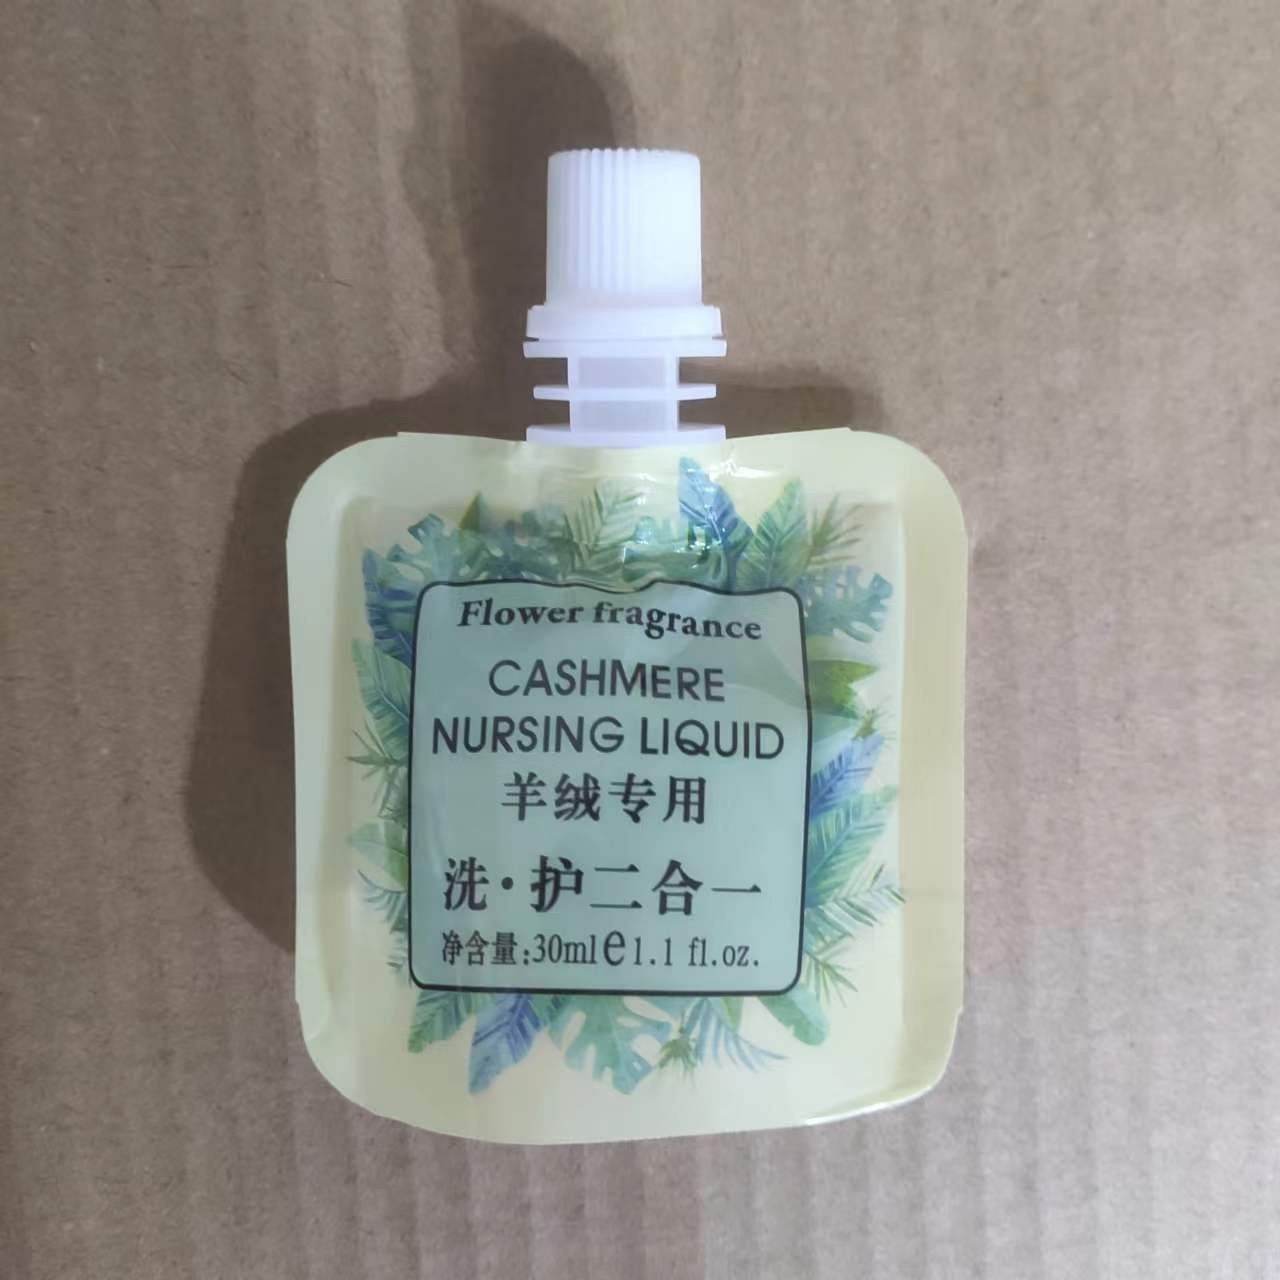 Flower fragrance
CASHMERE
NURSING LIQUID
羊绒专用
洗·护二合一
净含量:30ml℮1.1 fl.oz.